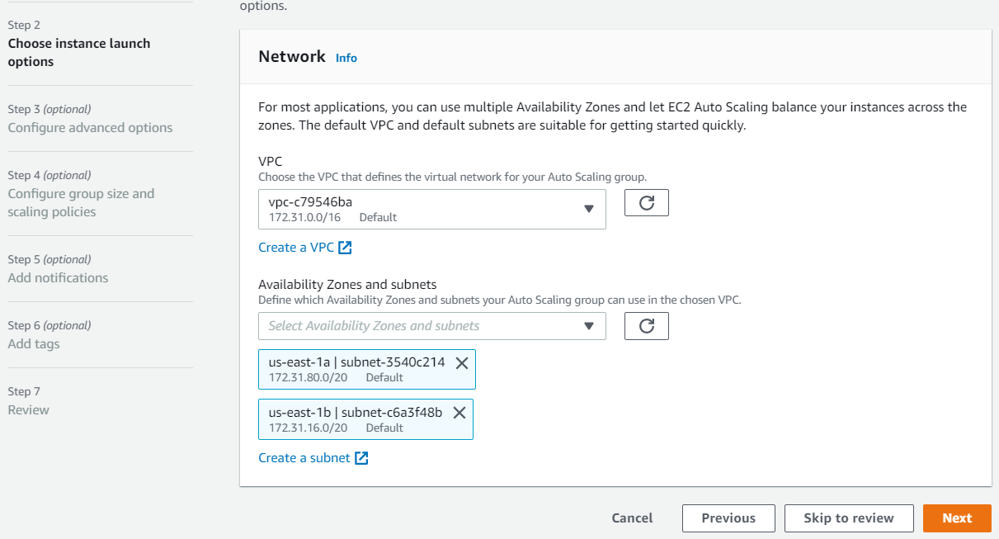 options.
Step 2
Choose instance launch
options
Step 3 (optional)
Configure advanced options
Step 4 (optional)
Configure group size and
scaling policies
Step 5 (optional)
Add notifications
Step 6 (optional)
Add tags
Step 7
Review
Network Info
For most applications, you can use multiple Availability Zones and let EC2 Auto Scaling balance your instances across the
zones. The default VPC and default subnets are suitable for getting started quickly.
VPC
Choose the VPC that defines the virtual network for your Auto Scaling group.
vpc-c79546ba
172.31.0.0/16 Default
Create a VPC
Availability Zones and subnets
Define which Availability Zones and subnets your Auto Scaling group can use in the chosen VPC.
Select Availability Zones and subnets
us-east-1a | subnet-3540c214
172.31.80.0/20 Default
us-east-1b | subnet-c6a3f48b
172.31.16.0/20 Default
Create a subnet
Cancel Previous Skip to review Next